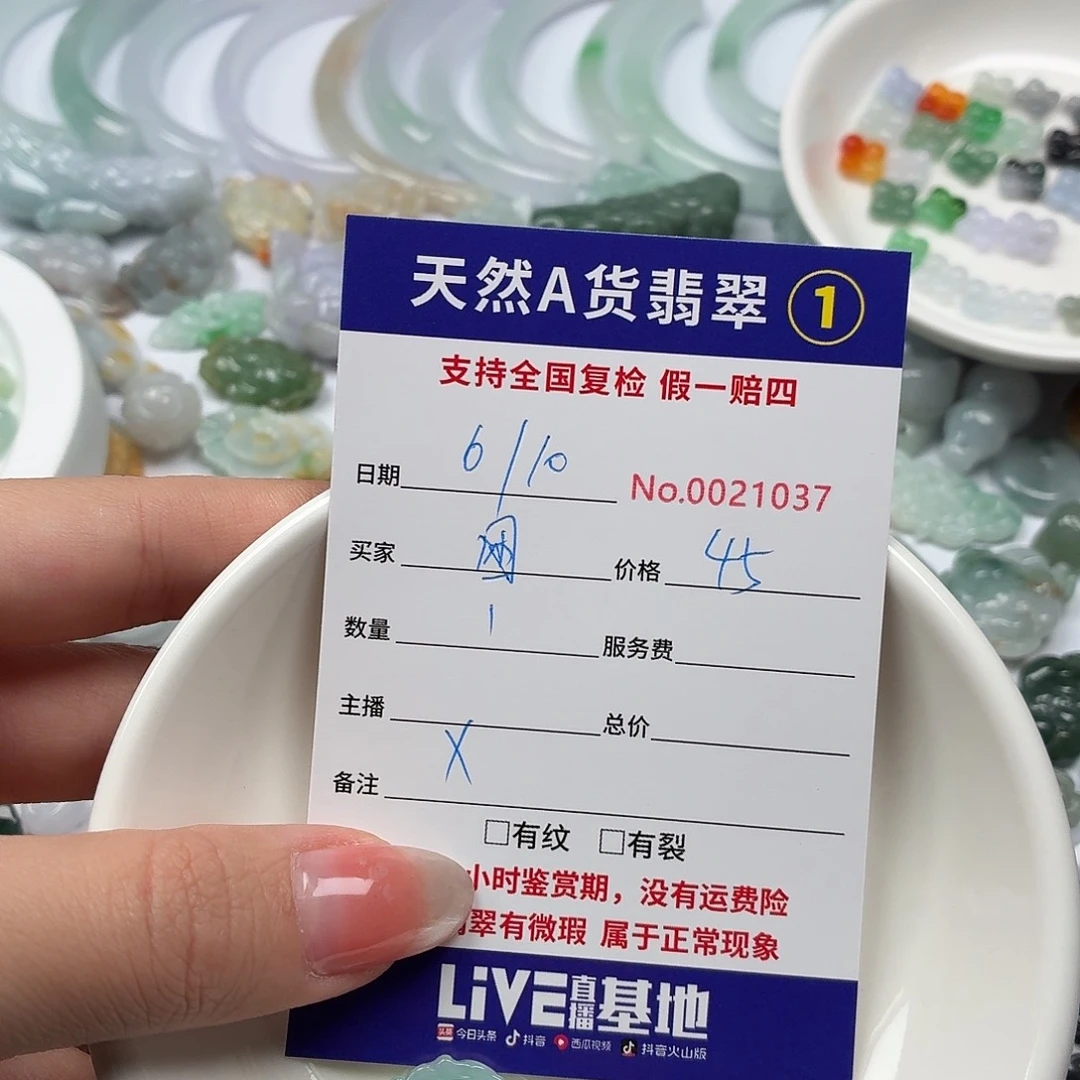 天然A货翡翠 1
支持全国复检 假一赔四
日期 6/10 No.0021037
买家 价格 45
数量 1 服务费
主播 总价
X
备注
□有纹 □有裂
小时鉴赏期，没有运费险
翠有微瑕 属于正常现象
LiVE直播基地
头条 今日头条 抖音 西瓜视频 抖音火山版